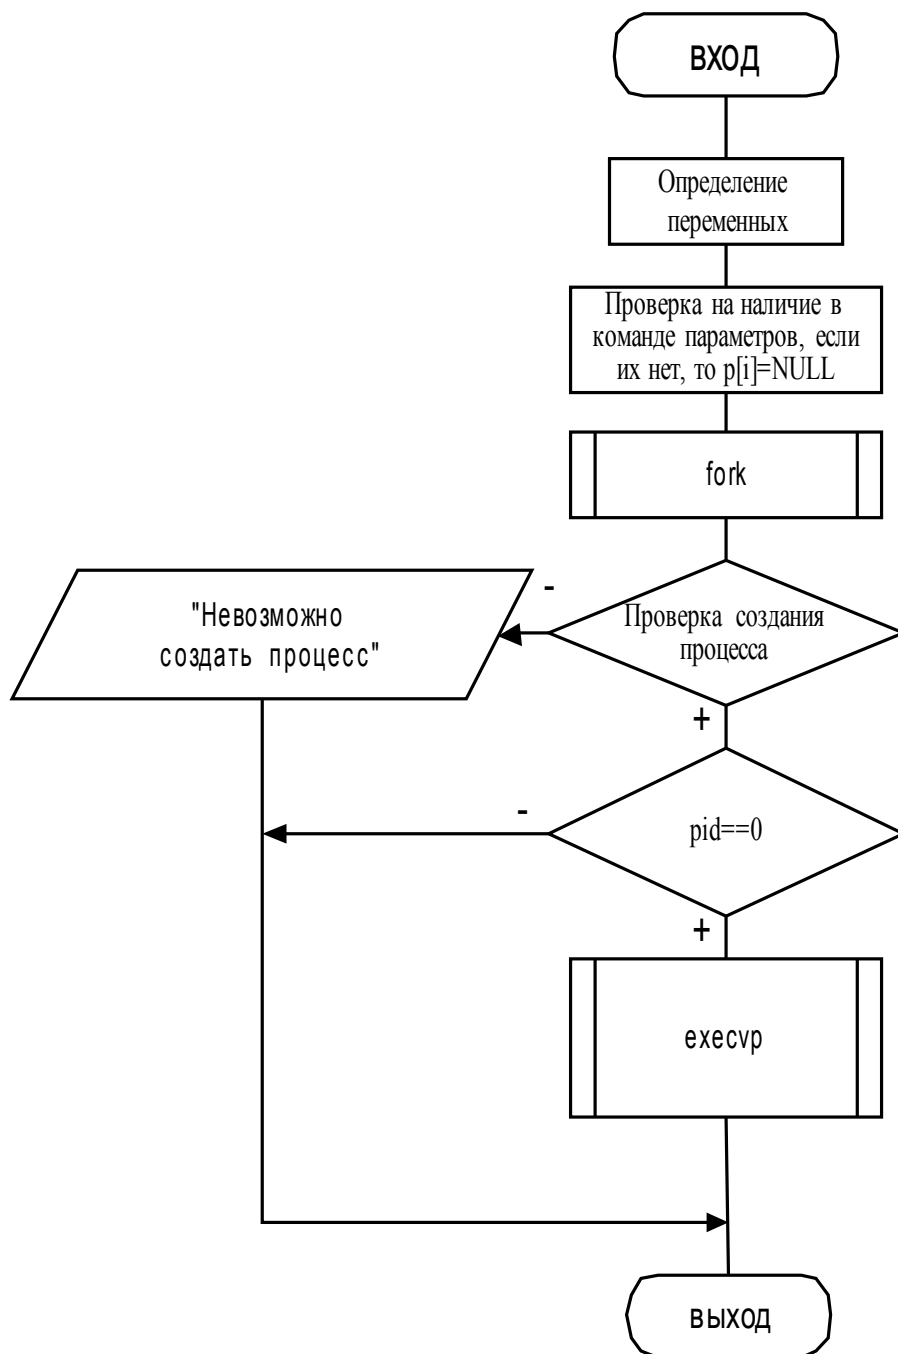 вход
Определение
переменных
Проверка на наличие в
команде параметров, если
их нет, то p[i]=NULL
fork
-
Проверка создания
процесса
"Невозможно
создать процесс"
+
-
pid==0
+
execvp
выход